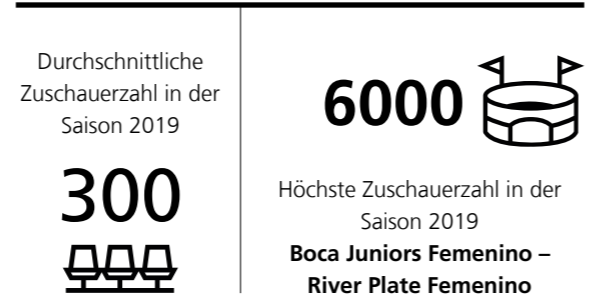 Durchschnittliche
Zuschauerzahl in der
Saison 2019
300
6000
Höchste Zuschauerzahl in der
Saison 2019
Boca Juniors Femenino –
River Plate Femenino